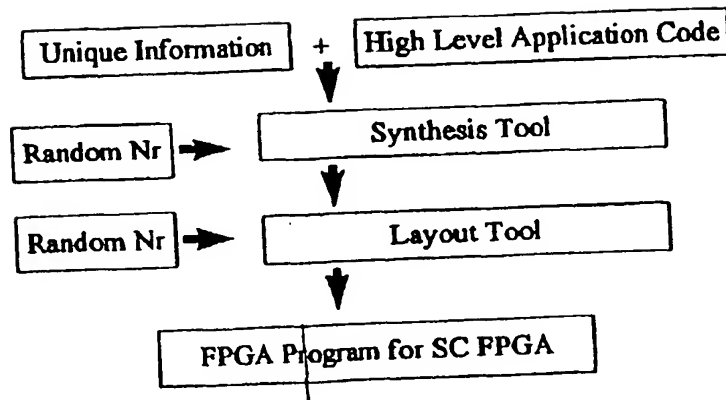 Unique Information + High Level Application Code
Random Nr Synthesis Tool
Random Nr Layout Tool
FPGA Program for SC FPGA